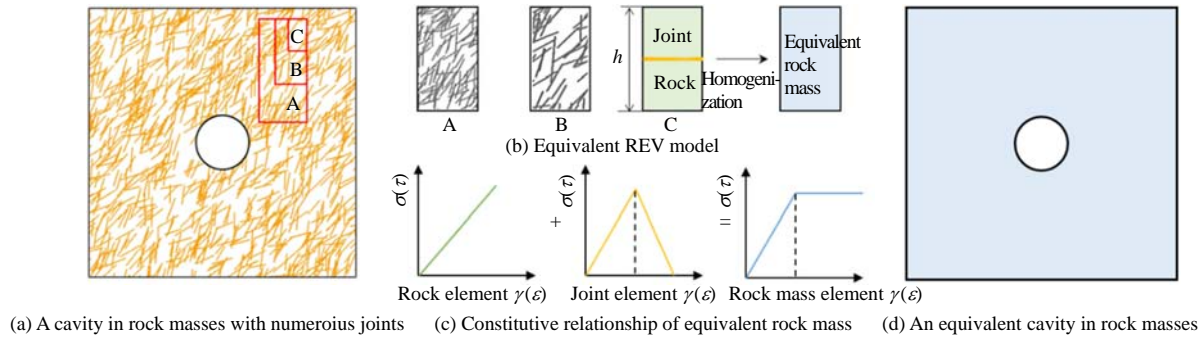 C
B
A
h
Joint
Rock
Homogeni-
zation
Equivalent
rock
mass
A
B
C
(b) Equivalent REV model
σ(τ)
+
σ(τ)
=
σ(τ)
Rock element γ(ε)
Joint element γ(ε)
Rock mass element γ(ε)
(a) A cavity in rock masses with numeroius joints
(c) Constitutive relationship of equivalent rock mass
(d) An equivalent cavity in rock masses